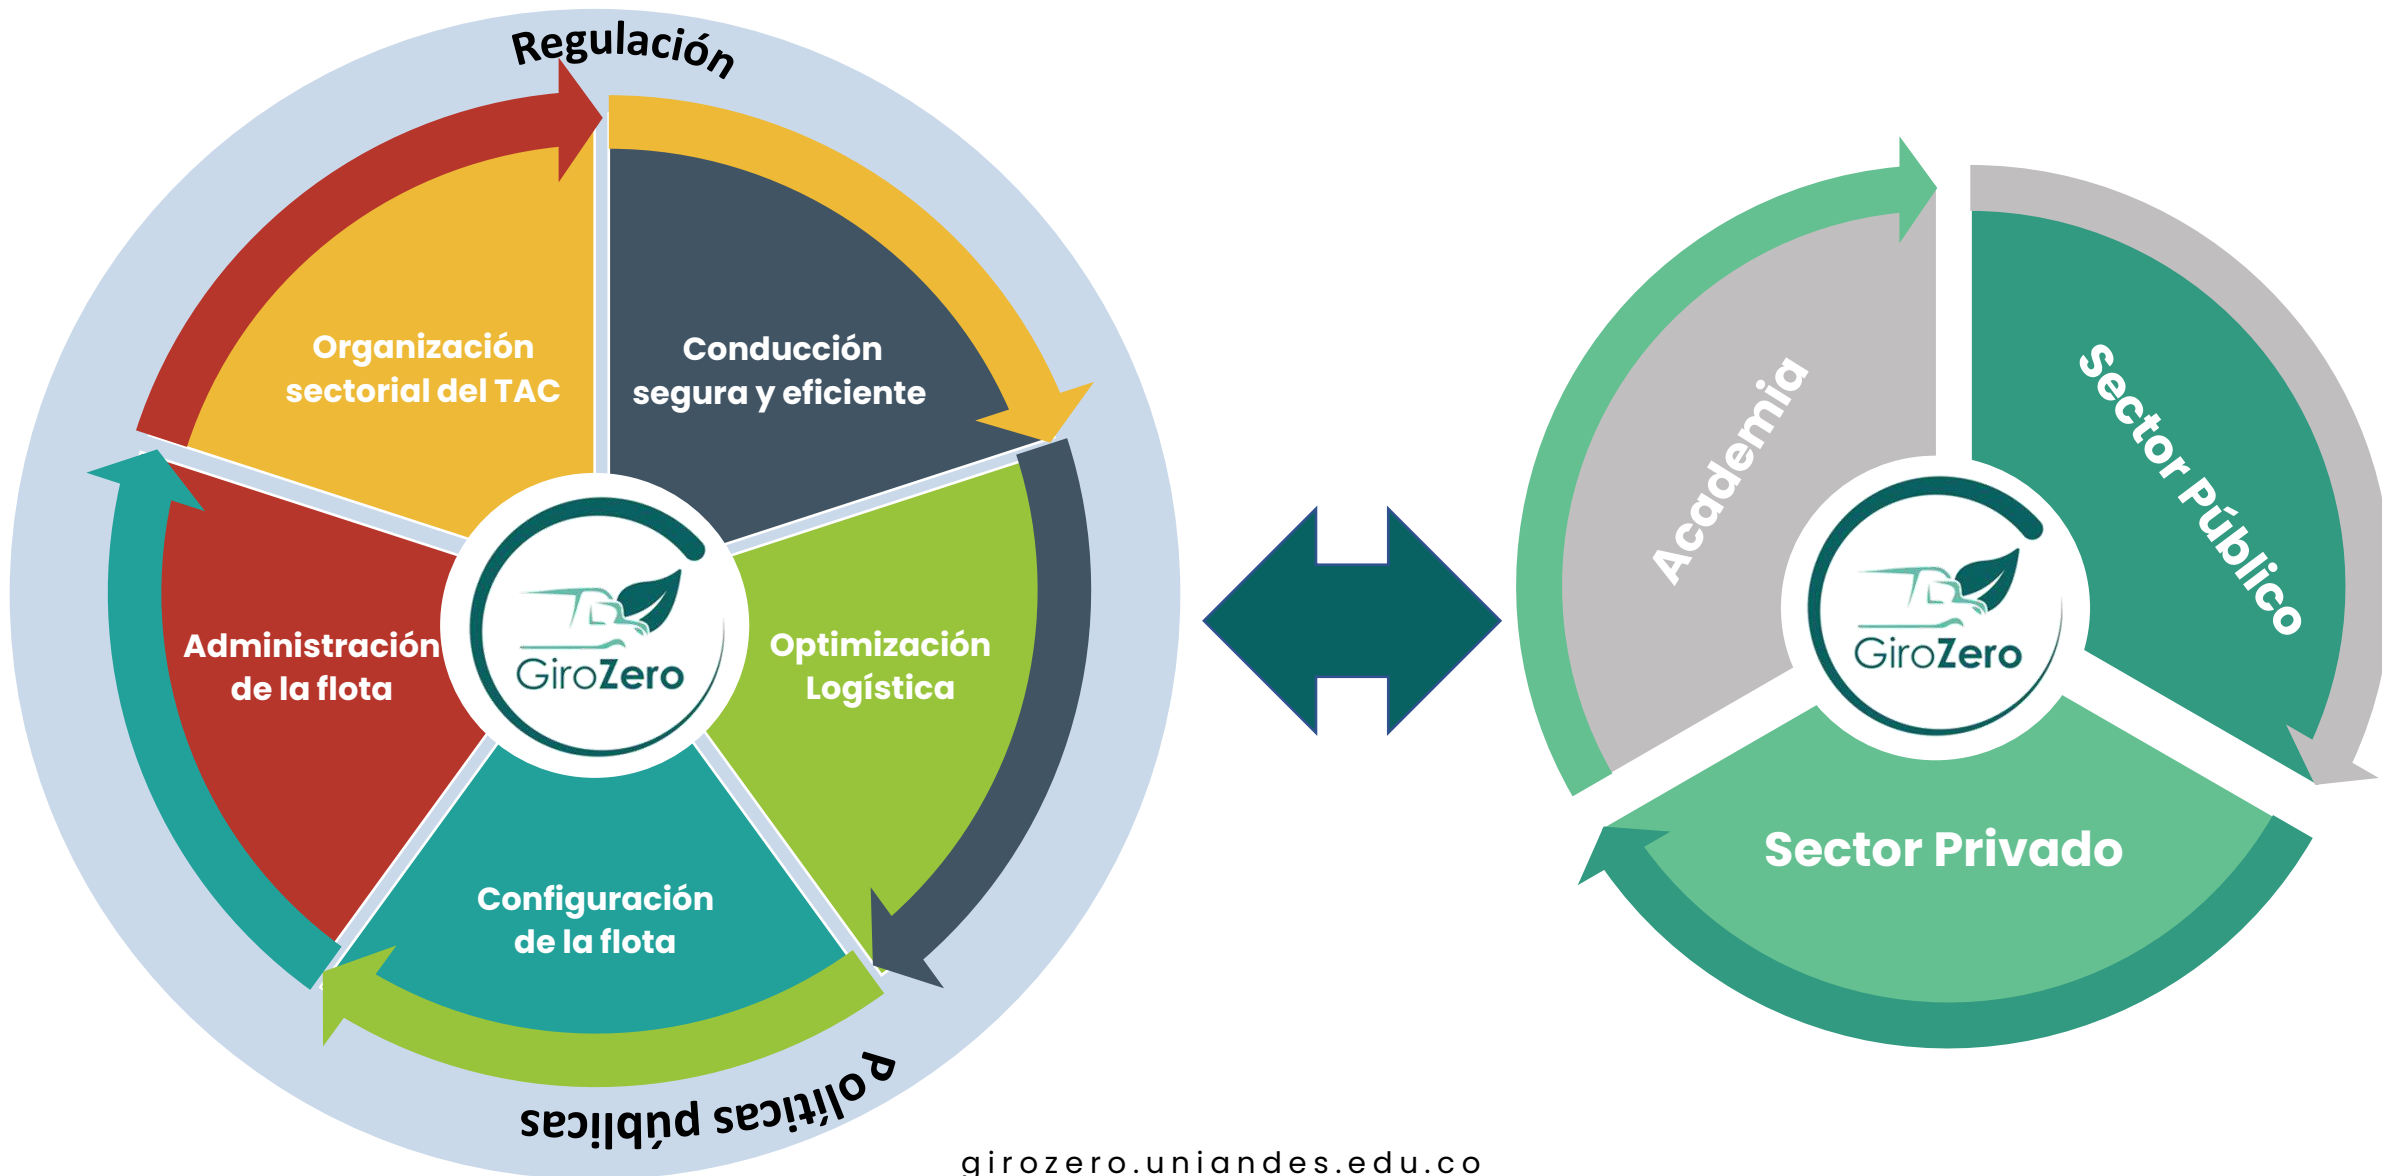 Regulación
Organización
sectorial del TAC
Conducción
segura y eficiente
Administración
de la flota
Optimización
Logística
Configuración
de la flota
GiroZero
Políticas públicas
Academia
Sector Público
Sector Privado
GiroZero
girozero.uniandes.edu.co